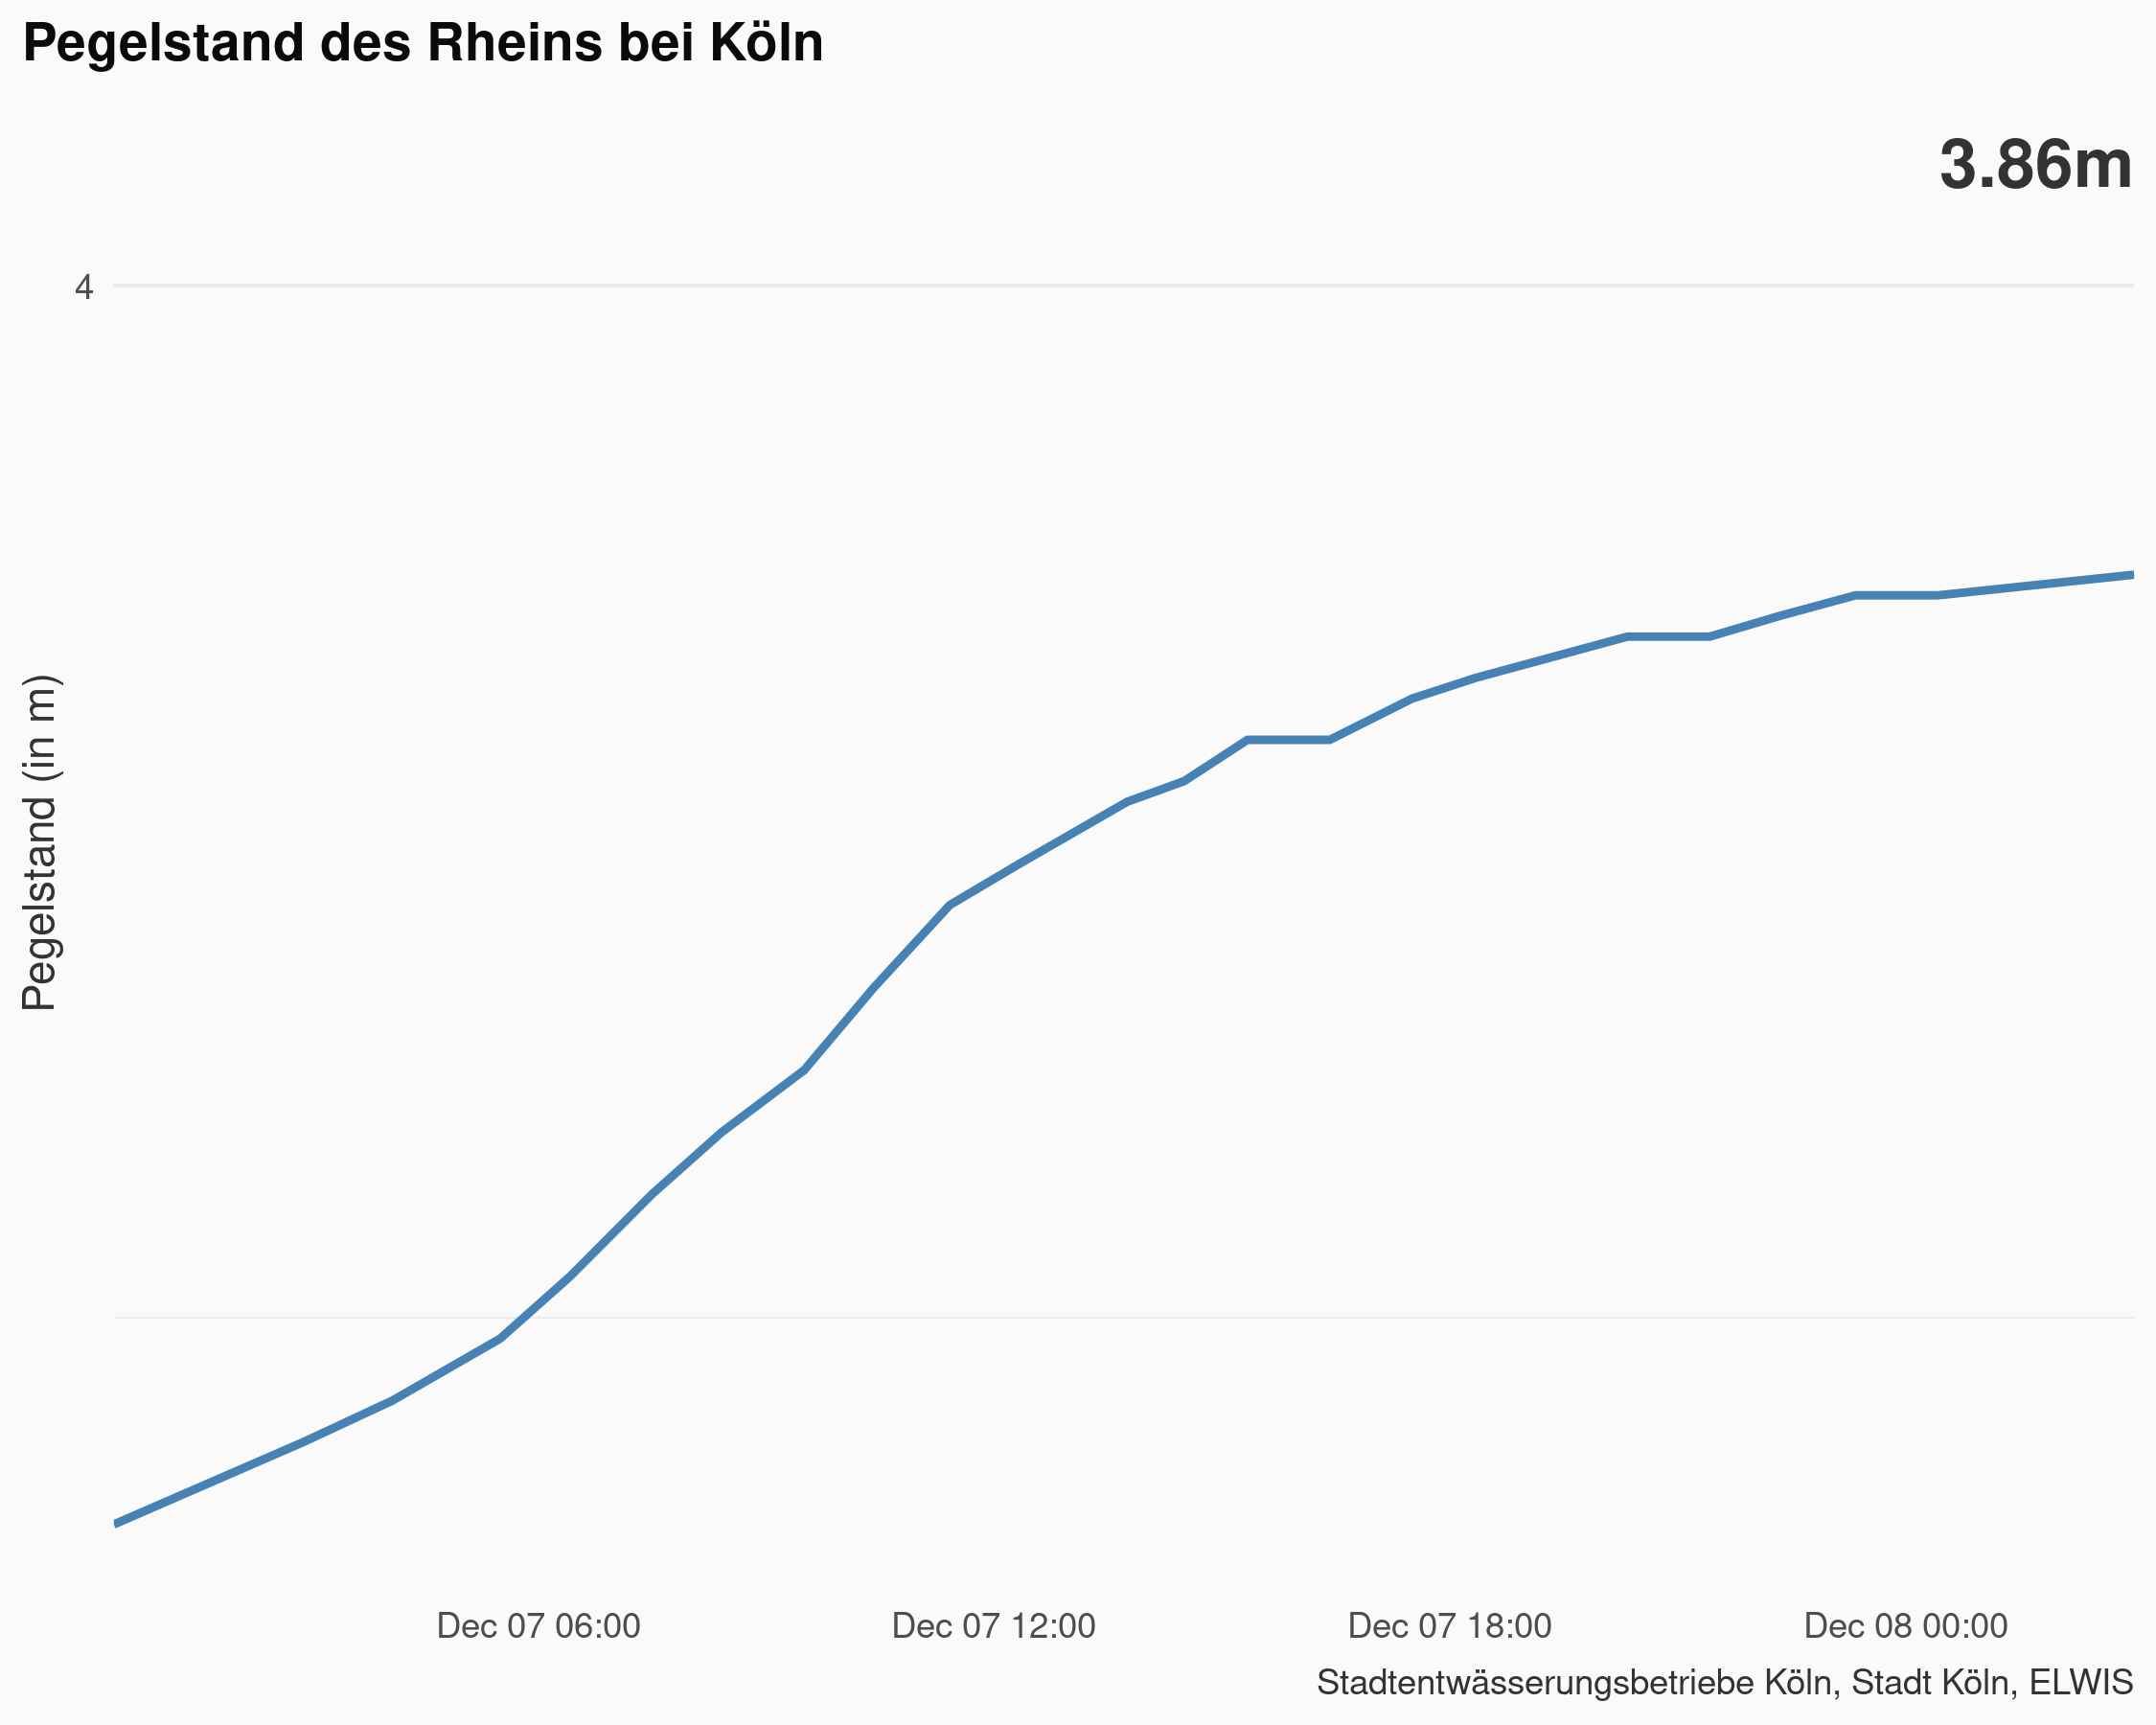 Pegelstand des Rheins bei Köln
3.86m
4
Pegelstand (in m)
Dec 07 06:00 Dec 07 12:00 Dec 07 18:00 Dec 08 00:00
Stadtentwässerungsbetriebe Köln, Stadt Köln, ELWIS